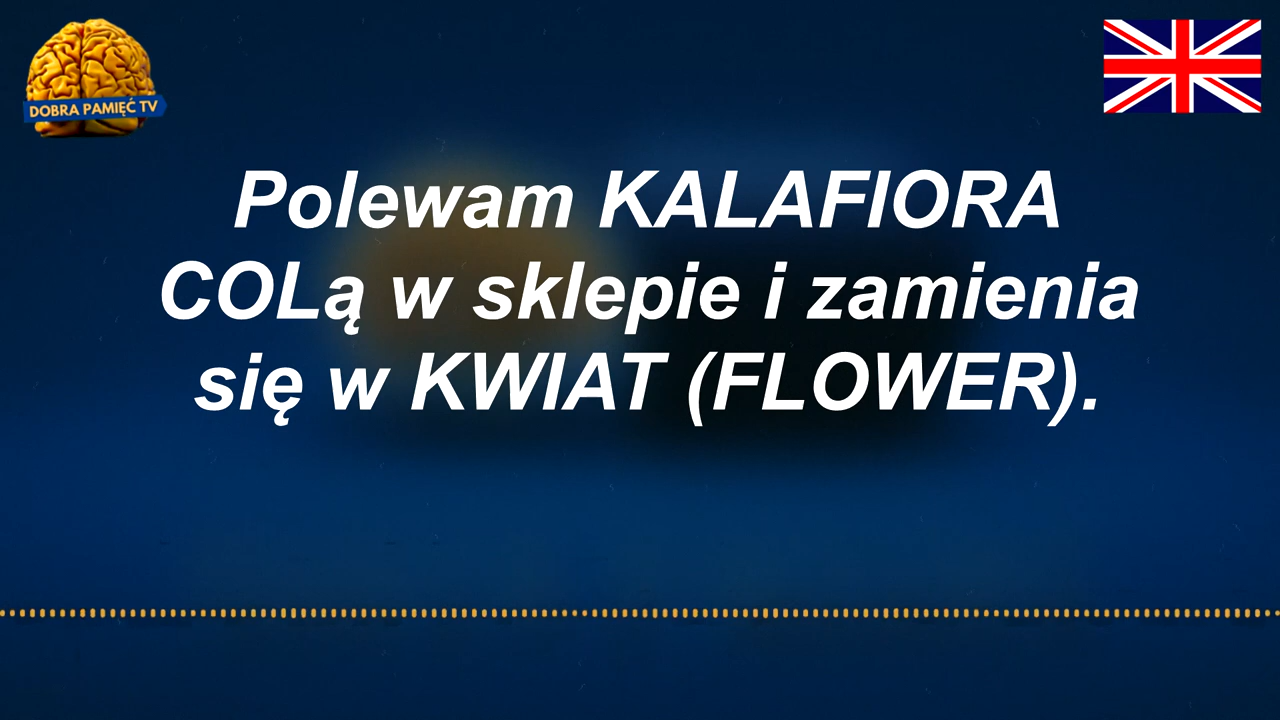 DOBRA PAMIĘĆ TV
Polewam KALAFIORA
COLą w sklepie i zamienia
się w KWIAT (FLOWER).